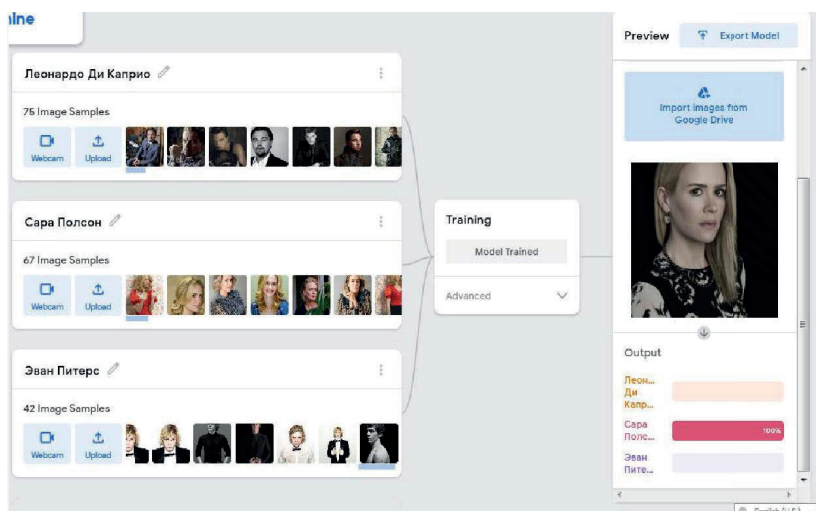 Леонардо Ди Каприо
75 Image Samples
Webcam
Upload
Сара Полсон
67 Image Samples
Webcam
Upload
Эван Питерс
42 Image Samples
Webcam
Upload
Training
Model Trained
Advanced
Preview
Export Model
Import images from
Google Drive
Output
Леон...
Ди
Капр...
Сара
Полс...
100%
Эван
Пите...